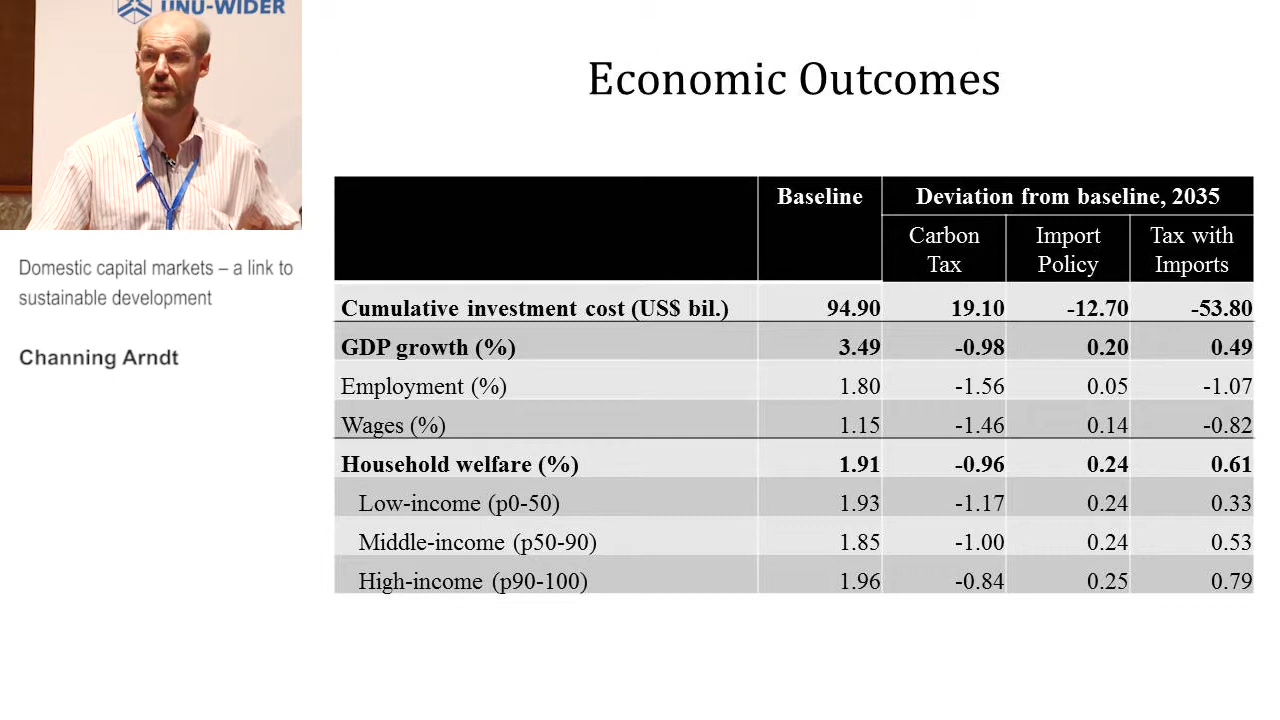 UNU-WIDER
Economic Outcomes
Baseline
Deviation from baseline, 2035
Carbon
Tax
Import
Policy
Tax with
Imports
Domestic capital markets – a link to
sustainable development
Channing Arndt
Cumulative investment cost (US$ bil.) 94.90 19.10 -12.70 -53.80
GDP growth (%) 3.49 -0.98 0.20 0.49
Employment (%) 1.80 -1.56 0.05 -1.07
Wages (%) 1.15 -1.46 0.14 -0.82
Household welfare (%) 1.91 -0.96 0.24 0.61
Low-income (p0-50) 1.93 -1.17 0.24 0.33
Middle-income (p50-90) 1.85 -1.00 0.24 0.53
High-income (p90-100) 1.96 -0.84 0.25 0.79